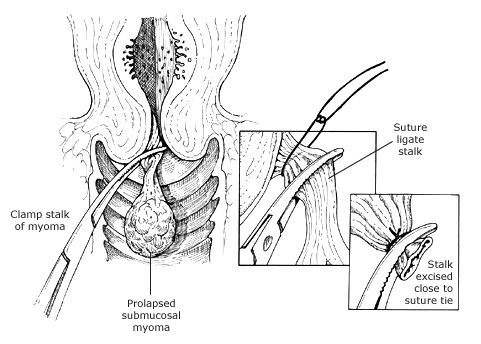 Suture
ligate
stalk
Clamp stalk
of myoma
Stalk
excised
close to
suture tie
Prolapsed
submucosal
myoma